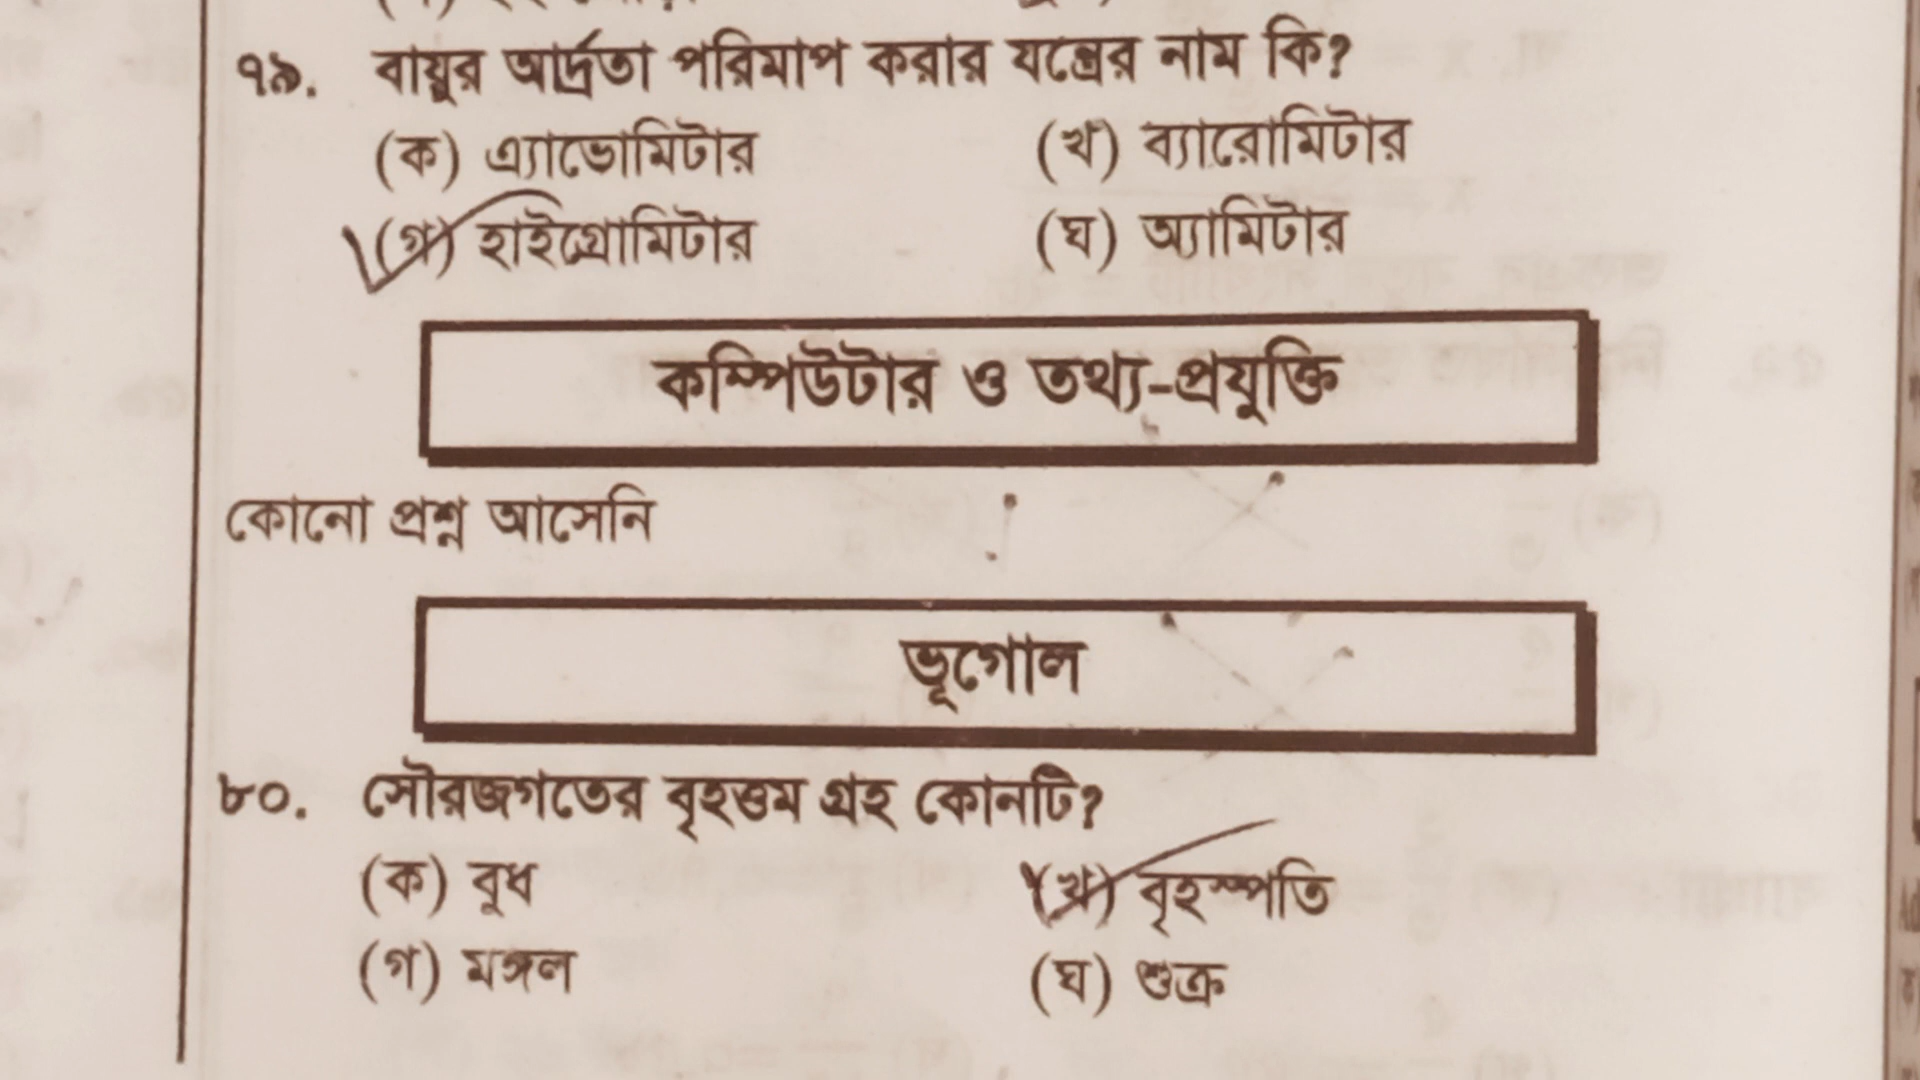 ৭৯. বায়ুর আর্দ্রতা পরিমাপ করার যন্ত্রের নাম কি?
(ক) এ্যাভোমিটার (খ) ব্যারোমিটার
(গ) হাইগ্রোমিটার (ঘ) অ্যামিটার
কম্পিউটার ও তথ্য-প্রযুক্তি
কোনো প্রশ্ন আসেনি
ভূগোল
৮০. সৌরজগতের বৃহত্তম গ্রহ কোনটি?
(ক) বুধ (খ) বৃহস্পতি
(গ) মঙ্গল (ঘ) শুক্র